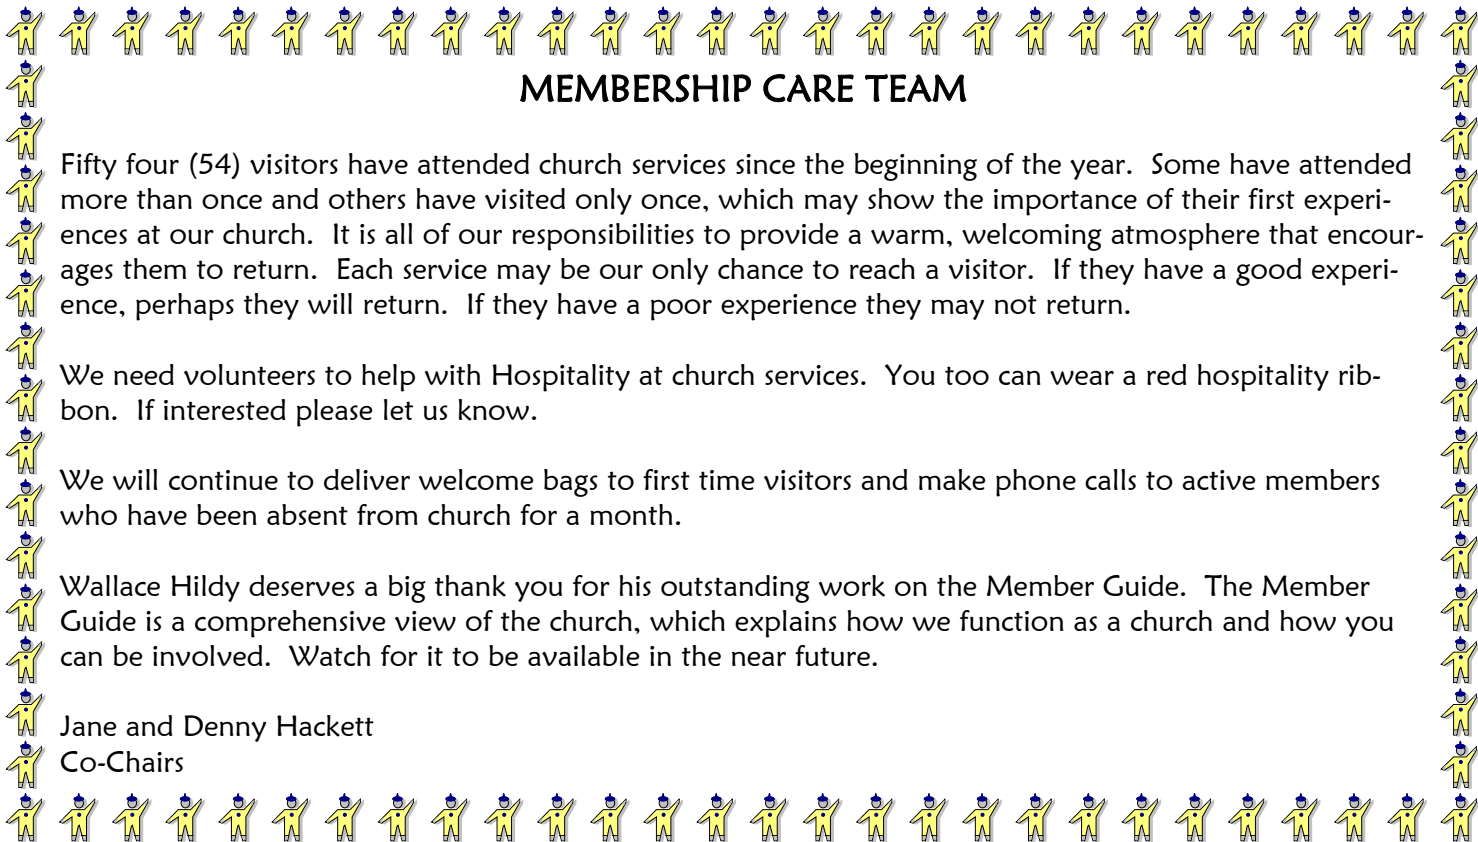 MEMBERSHIP CARE TEAM
Fifty four (54) visitors have attended church services since the beginning of the year.  Some have attended
more than once and others have visited only once, which may show the importance of their first experi-
ences at our church.  It is all of our responsibilities to provide a warm, welcoming atmosphere that encour-
ages them to return.  Each service may be our only chance to reach a visitor.  If they have a good experi-
ence, perhaps they will return.  If they have a poor experience they may not return.
We need volunteers to help with Hospitality at church services.  You too can wear a red hospitality rib-
bon.  If interested please let us know.
We will continue to deliver welcome bags to first time visitors and make phone calls to active members
who have been absent from church for a month.
Wallace Hildy deserves a big thank you for his outstanding work on the Member Guide.  The Member
Guide is a comprehensive view of the church, which explains how we function as a church and how you
can be involved.  Watch for it to be available in the near future.
Jane and Denny Hackett
Co-Chairs